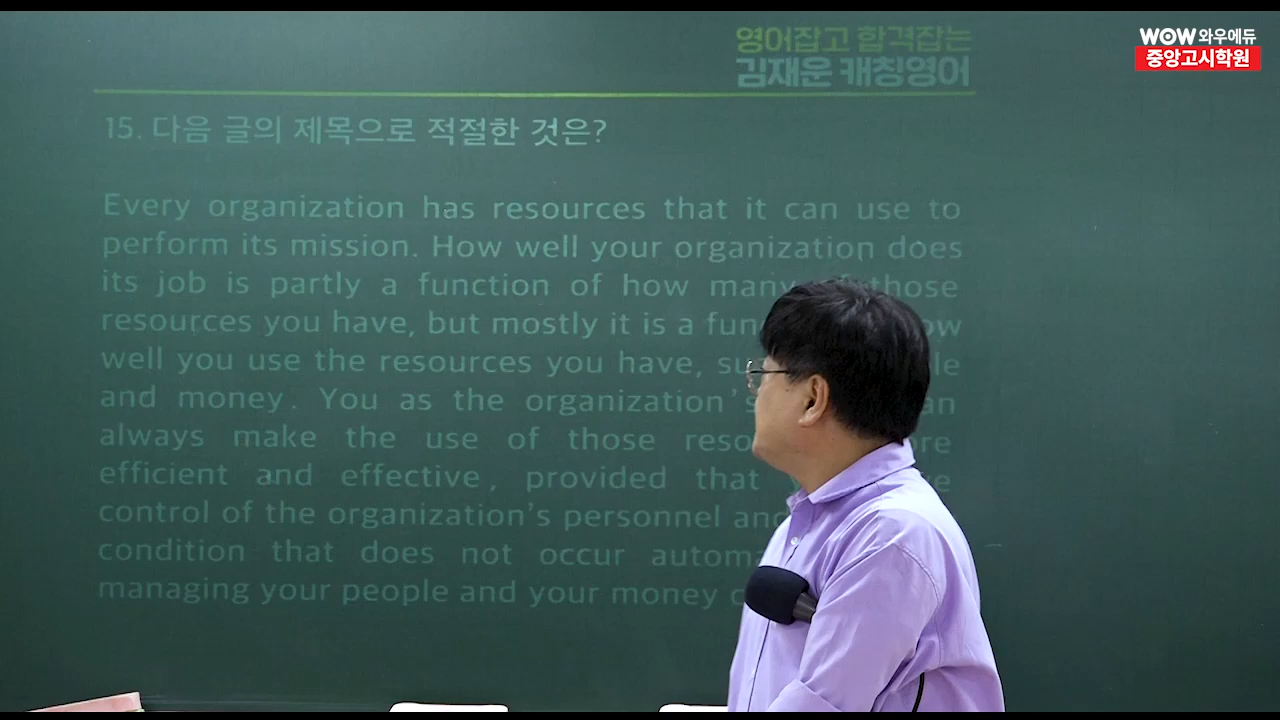 영어잡고 합격잡는
김재운 캐칭영어
WOW 와우에듀
중앙고시학원
15. 다음 글의 제목으로 적절한 것은?
Every organization has resources that it can use to
perform its mission. How well your organization does
its job is partly a function of how many those
resources you have, but mostly it is a
well you use the resources you have,
and money. You as the organization's
always make the use of those
efficient and effective, provided that
control of the organization's personnel
condition that does not occur
managing your people and your money